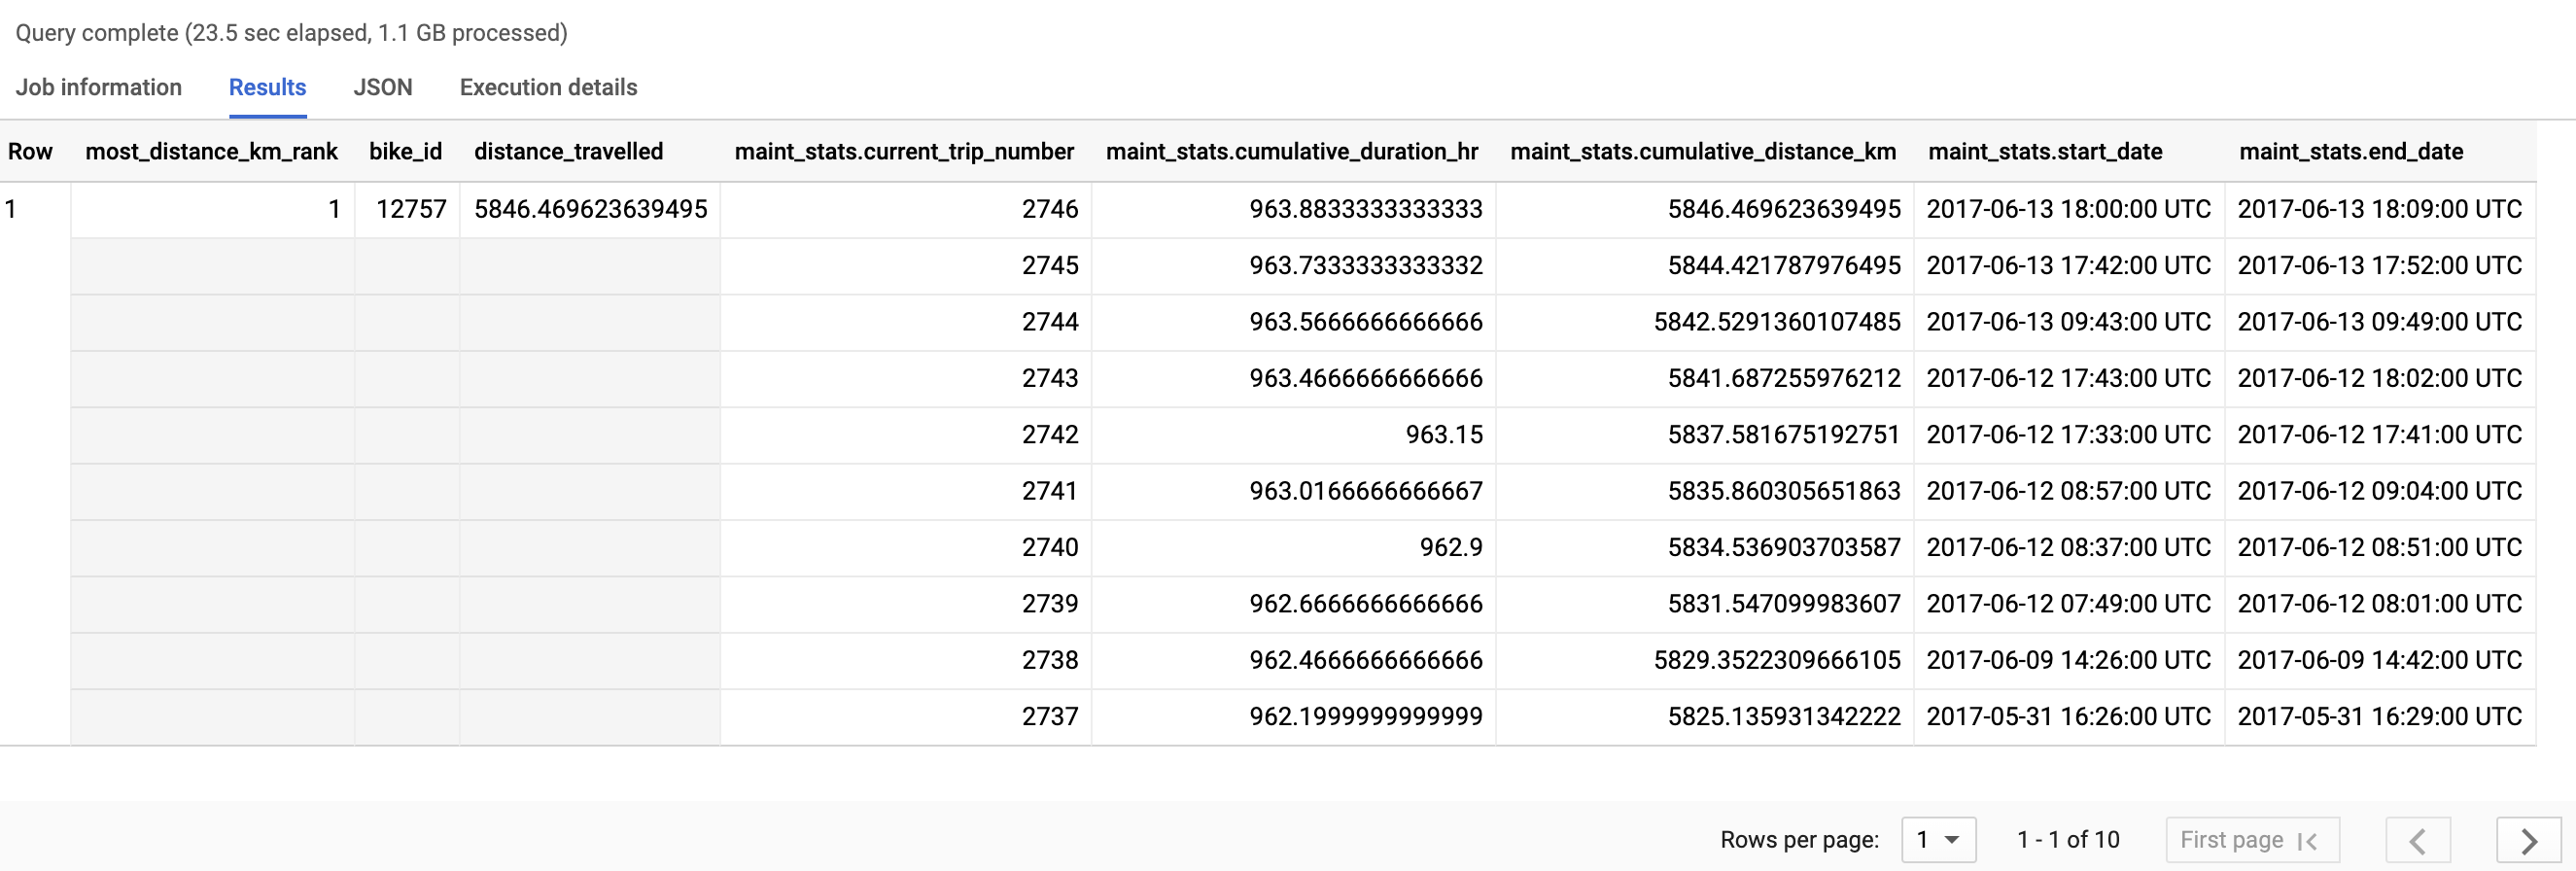 Query complete (23.5 sec elapsed, 1.1 GB processed)
Job information Results JSON Execution details
Row most_distance_km_rank bike_id distance_travelled maint_stats.current_trip_number maint_stats.cumulative_duration_hr maint_stats.cumulative_distance_km maint_stats.start_date maint_stats.end_date
1 1 12757 5846.469623639495 2746 963.8833333333333 5846.469623639495 2017-06-13 18:00:00 UTC 2017-06-13 18:09:00 UTC
2745 963.7333333333332 5844.421787976495 2017-06-13 17:42:00 UTC 2017-06-13 17:52:00 UTC
2744 963.5666666666666 5842.5291360107485 2017-06-13 09:43:00 UTC 2017-06-13 09:49:00 UTC
2743 963.4666666666666 5841.687255976212 2017-06-12 17:43:00 UTC 2017-06-12 18:02:00 UTC
2742 963.15 5837.581675192751 2017-06-12 17:33:00 UTC 2017-06-12 17:41:00 UTC
2741 963.0166666666667 5835.860305651863 2017-06-12 08:57:00 UTC 2017-06-12 09:04:00 UTC
2740 962.9 5834.536903703587 2017-06-12 08:37:00 UTC 2017-06-12 08:51:00 UTC
2739 962.6666666666666 5831.547099983607 2017-06-12 07:49:00 UTC 2017-06-12 08:01:00 UTC
2738 962.4666666666666 5829.3522309666105 2017-06-09 14:26:00 UTC 2017-06-09 14:42:00 UTC
2737 962.1999999999999 5825.135931342222 2017-05-31 16:26:00 UTC 2017-05-31 16:29:00 UTC
Rows per page: 1 1 - 1 of 10 First page